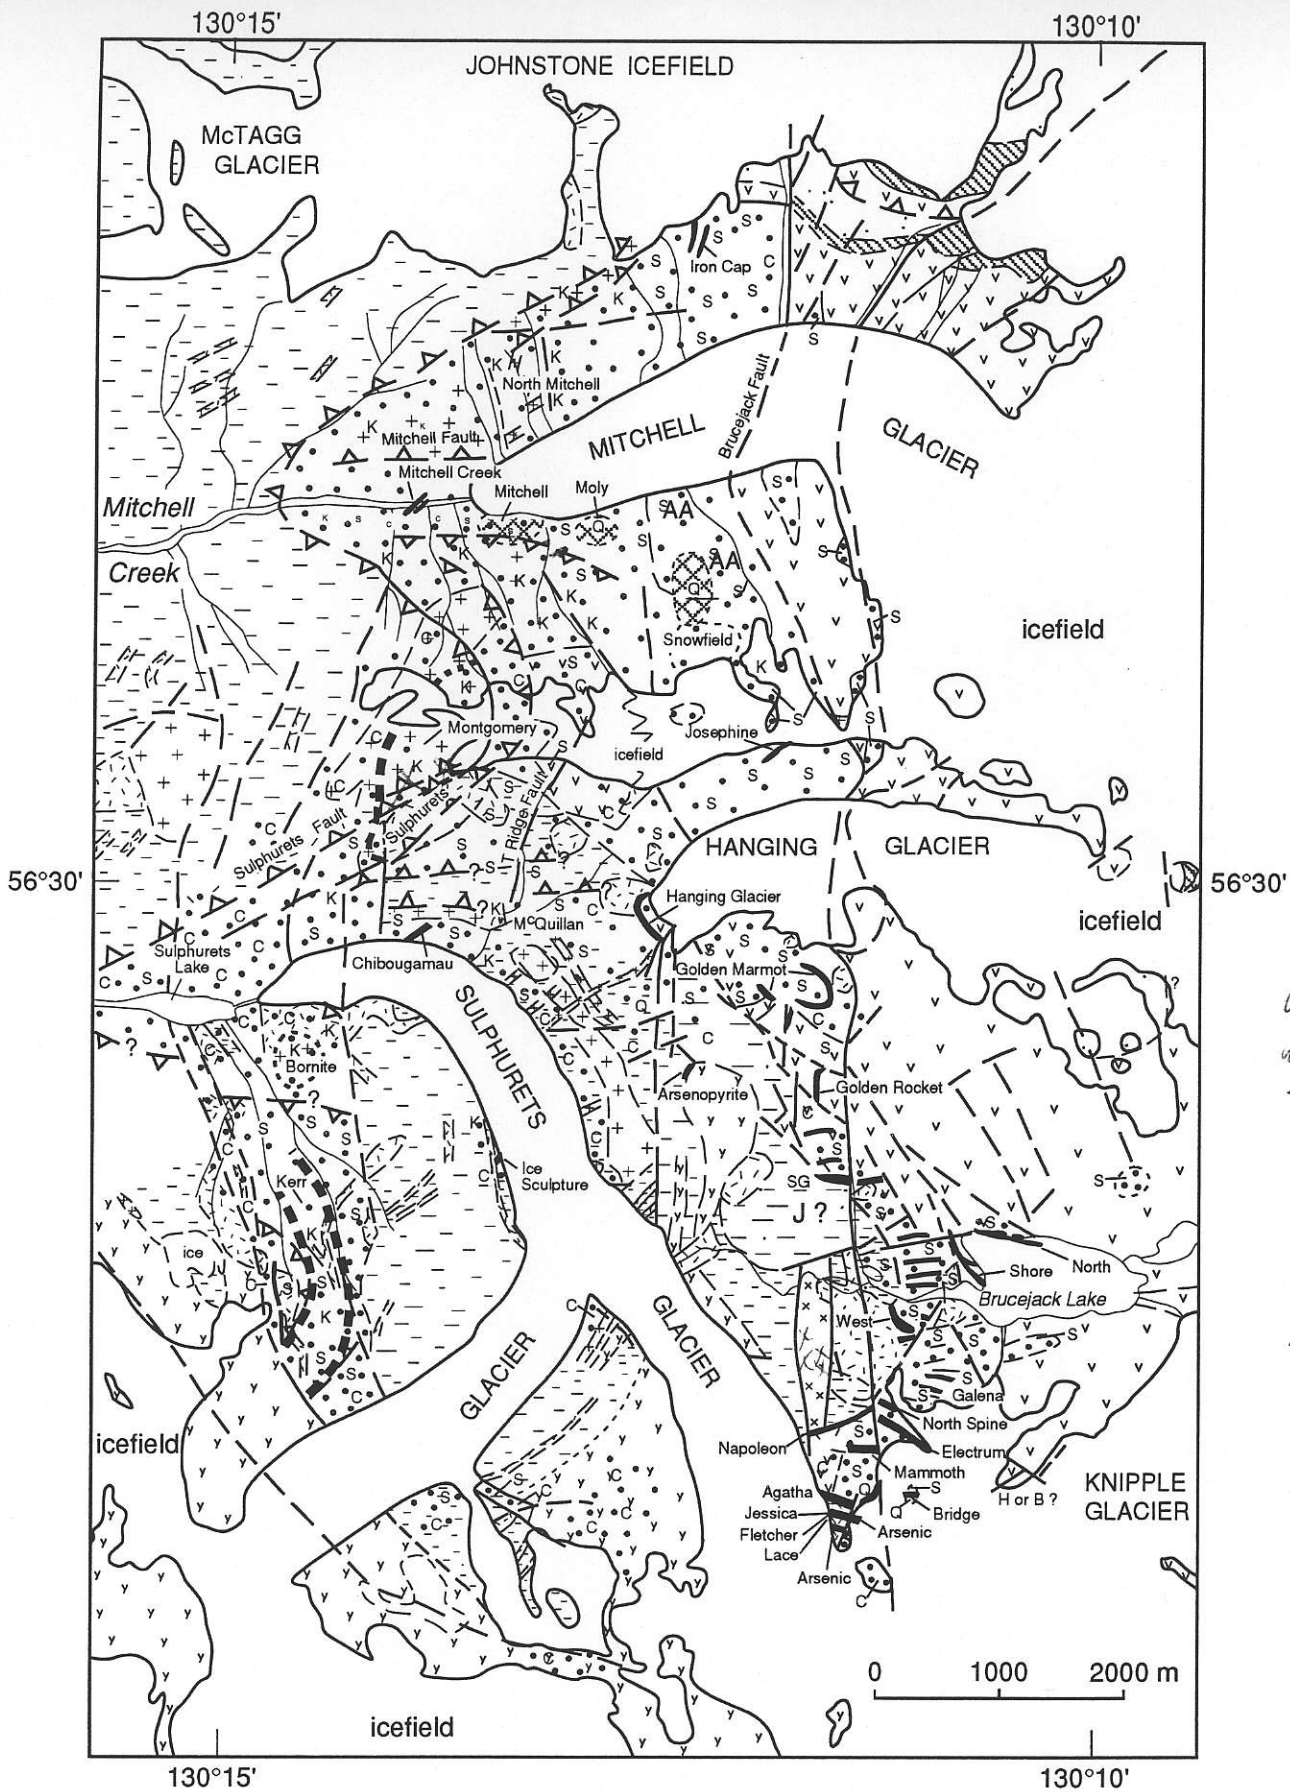 130°15'
130°10'
JOHNSTONE ICEFIELD
McTAGG
GLACIER
Iron Cap
North Mitchell
Brucejack Fault
MITCHELL
GLACIER
Mitchell Fault
Mitchell Creek
Mitchell
Moly
Mitchell
Creek
AA
AA
Snowfield
icefield
Montgomery
Josephine
icefield
Sulphurets
Fault
Sulphurets
T Ridge Fault
HANGING
GLACIER
56°30'
56°30'
Hanging Glacier
icefield
McQuillan
Sulphurets
Lake
Chibougamau
Golden Marmot
SULPHURETS
Bornite
Arsenopyrite
Golden Rocket
Kerr
Ice
Sculpture
SG
J ?
ice
Shore
North
Brucejack Lake
West
GLACIER
GLACIER
Galena
North Spine
icefield
Napoleon
Electrum
Mammoth
KNIPPLE
GLACIER
H or B ?
Agatha
Bridge
Jessica
Arsenic
Fletcher
Lace
Arsenic
0 1000 2000 m
icefield
130°15'
130°10'